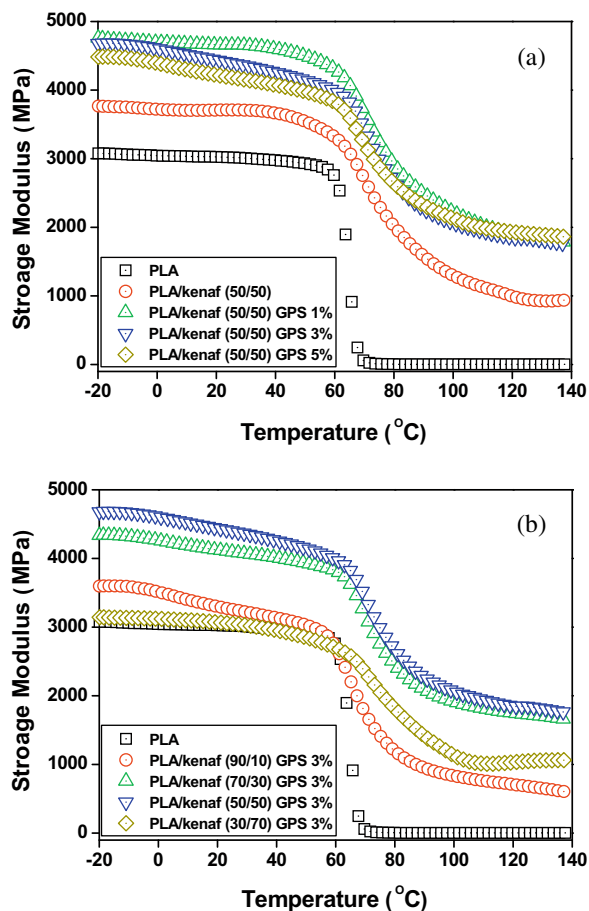 (a)
5000
4000
3000
2000
1000
0
Stroage Modulus (MPa)
PLA
PLA/kenaf (50/50)
PLA/kenaf (50/50) GPS 1%
PLA/kenaf (50/50) GPS 3%
PLA/kenaf (50/50) GPS 5%
-20 0 20 40 60 80 100 120 140
Temperature (°C)
(b)
5000
4000
3000
2000
1000
0
Stroage Modulus (MPa)
PLA
PLA/kenaf (90/10) GPS 3%
PLA/kenaf (70/30) GPS 3%
PLA/kenaf (50/50) GPS 3%
PLA/kenaf (30/70) GPS 3%
-20 0 20 40 60 80 100 120 140
Temperature (°C)